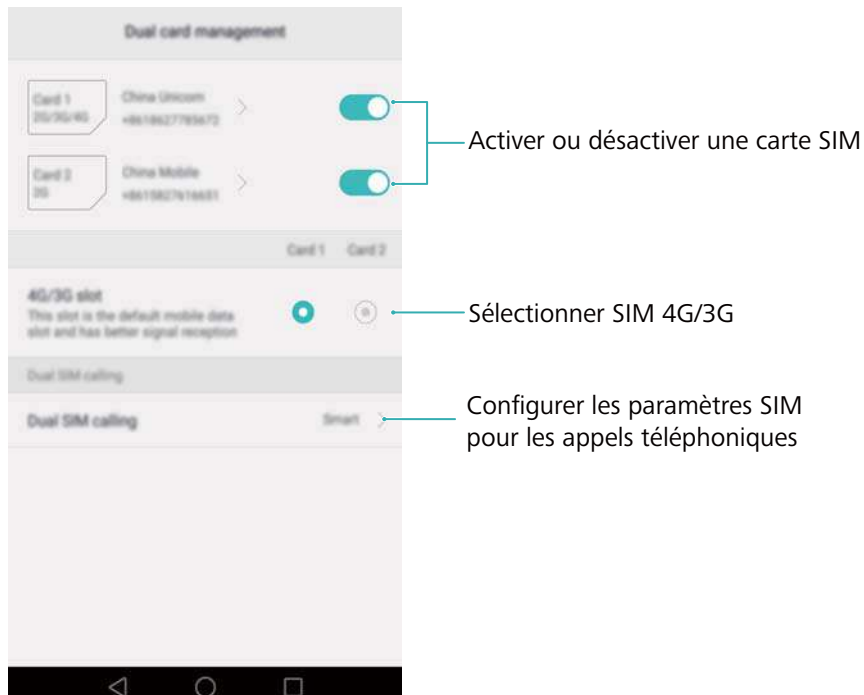 Dual card management
Card 1
2G/3G/4G
China Unicom
Activer ou désactiver une carte SIM
Card 2
2G
China Mobile
Card 1 Card 2
4G/3G slot
This slot is the default mobile data
slot and has better signal reception
Sélectionner SIM 4G/3G
Dual SIM calling
Dual SIM calling
Smart
Configurer les paramètres SIM
pour les appels téléphoniques